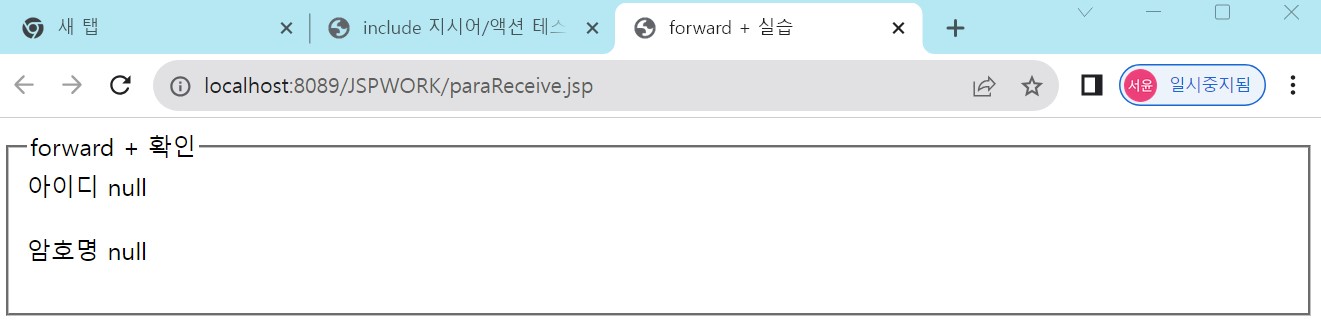 새 탭
include 지시어/액션 테스
forward + 실습
localhost:8089/JSPWORK/paraReceive.jsp
서윤
일시중지됨
forward + 확인
아이디 null
암호명 null